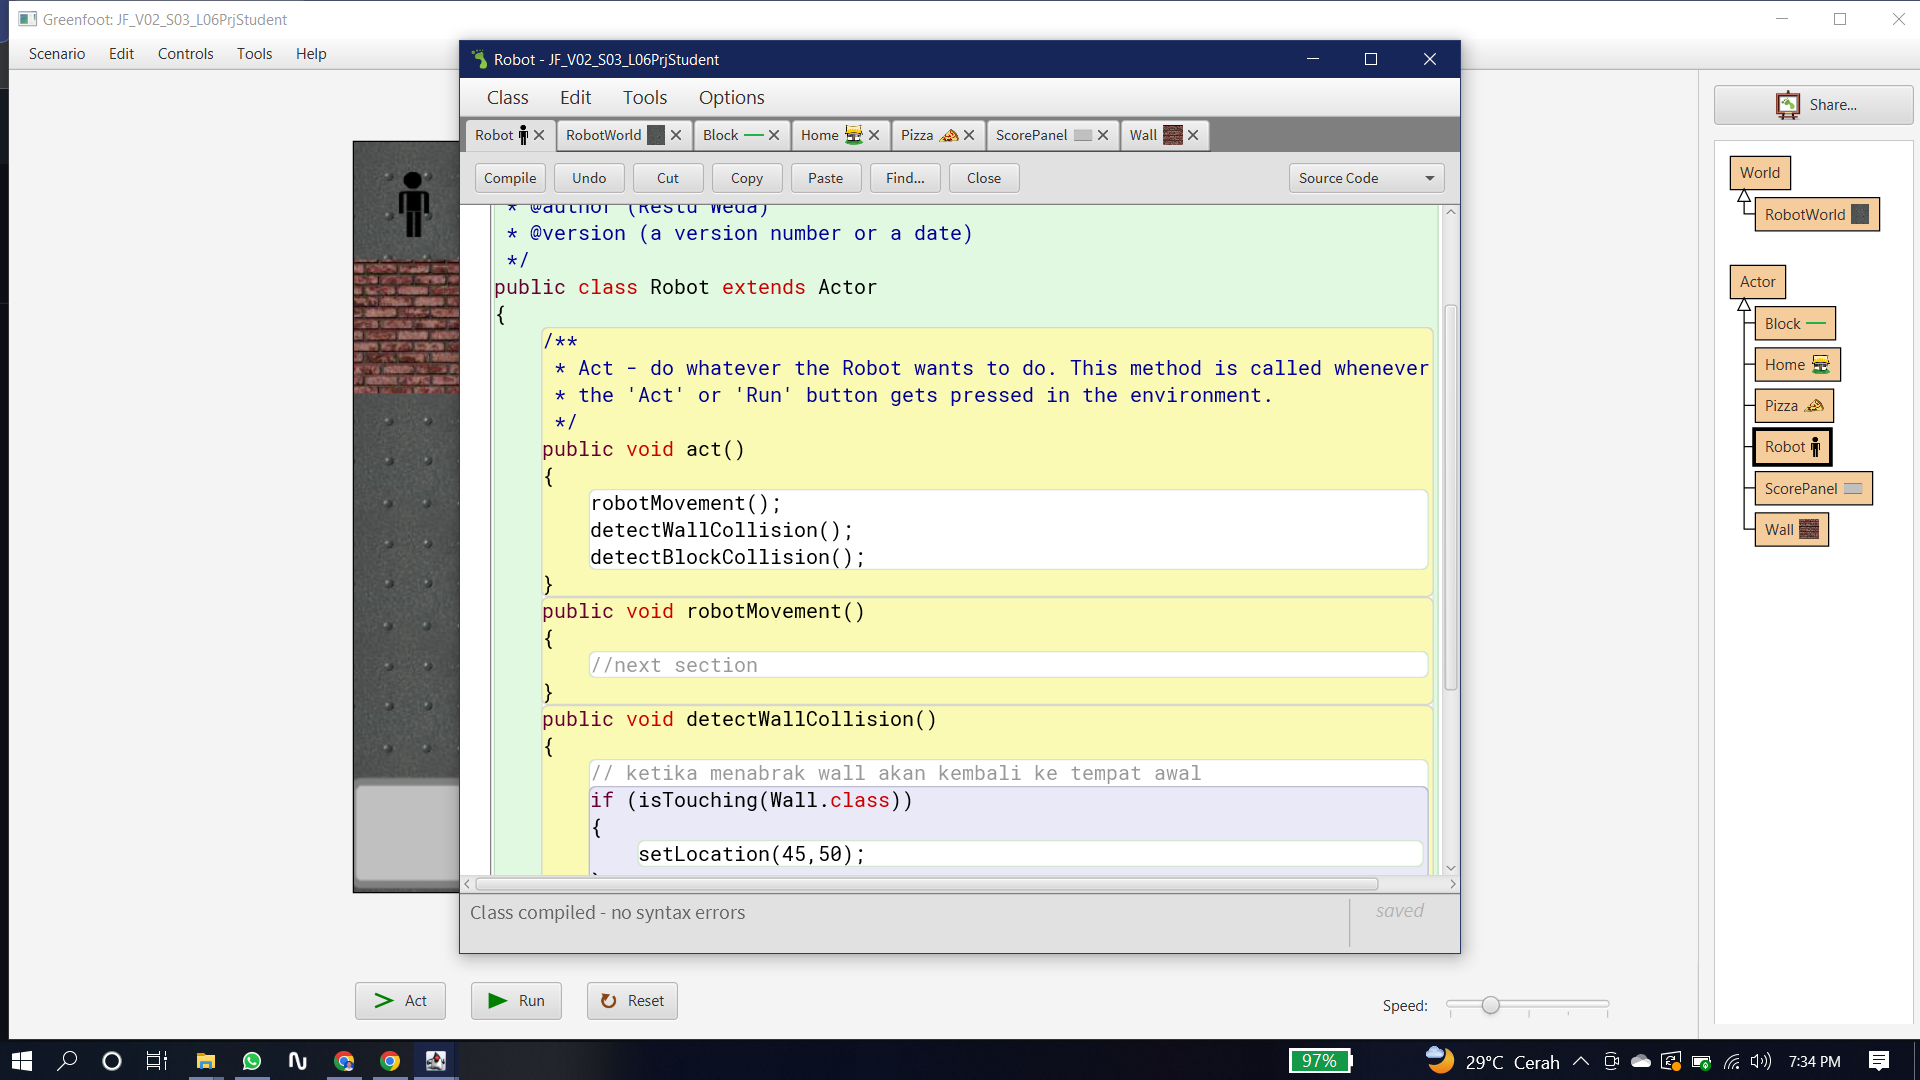 Greenfoot: JF_V02_S03_L06PrjStudent
Scenario Edit Controls Tools Help
Robot - JF_V02_S03_L06PrjStudent
Class Edit Tools Options
Robot RobotWorld Block Home Pizza ScorePanel Wall
Compile Undo Cut Copy Paste Find... Close Source Code
* @author (Restu Weda)
* @version (a version number or a date)
*/
public class Robot extends Actor
{
/**
* Act - do whatever the Robot wants to do. This method is called whenever
* the 'Act' or 'Run' button gets pressed in the environment.
*/
public void act()
{
robotMovement();
detectWallCollision();
detectBlockCollision();
}
public void robotMovement()
{
//next section
}
public void detectWallCollision()
{
// ketika menabrak wall akan kembali ke tempat awal
if (isTouching(Wall.class))
{
setLocation(45,50);
Class compiled - no syntax errors
saved
Act Run Reset
Speed:
Share...
World
RobotWorld
Actor
Block
Home
Pizza
Robot
ScorePanel
Wall
97%
29°C Cerah
7:34 PM